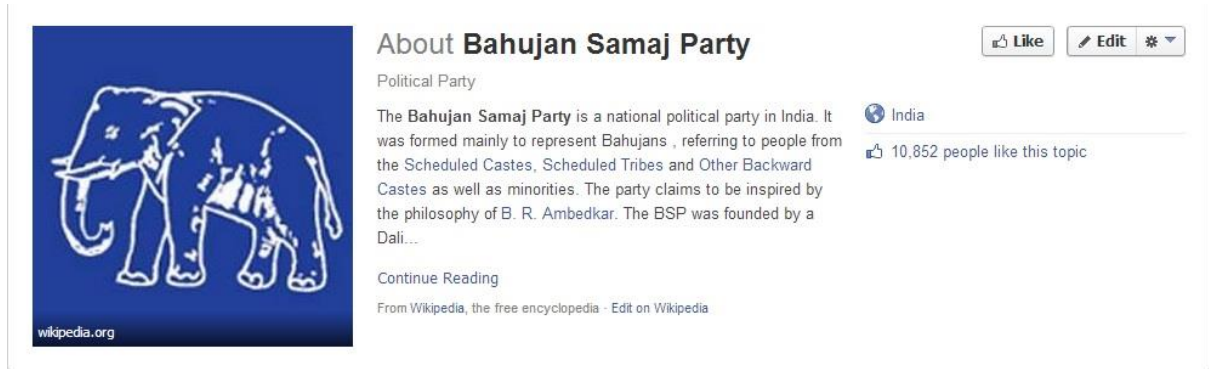 About Bahujan Samaj Party
Like
Edit
Political Party
The Bahujan Samaj Party is a national political party in India. It
was formed mainly to represent Bahujans , referring to people from
the Scheduled Castes, Scheduled Tribes and Other Backward
Castes as well as minorities. The party claims to be inspired by
the philosophy of B. R. Ambedkar. The BSP was founded by a
Dali...
Continue Reading
From Wikipedia, the free encyclopedia · Edit on Wikipedia
India
10,852 people like this topic
wikipedia.org